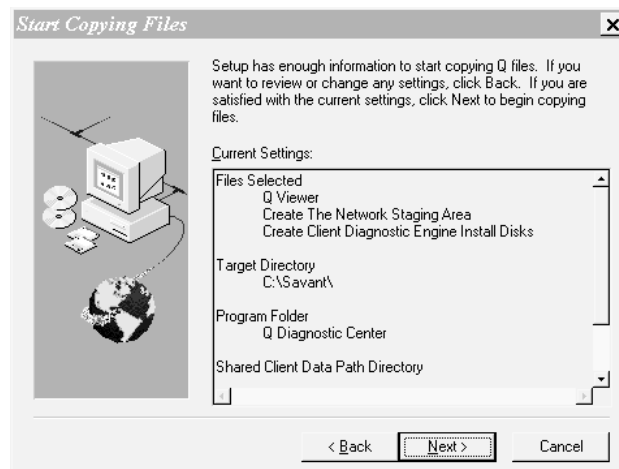 Start Copying Files
Setup has enough information to start copying Q files. If you
want to review or change any settings, click Back. If you are
satisfied with the current settings, click Next to begin copying
files.
Current Settings:
Files Selected
Q Viewer
Create The Network Staging Area
Create Client Diagnostic Engine Install Disks
Target Directory
C:\Savant\
Program Folder
Q Diagnostic Center
Shared Client Data Path Directory
< Back
Next >
Cancel